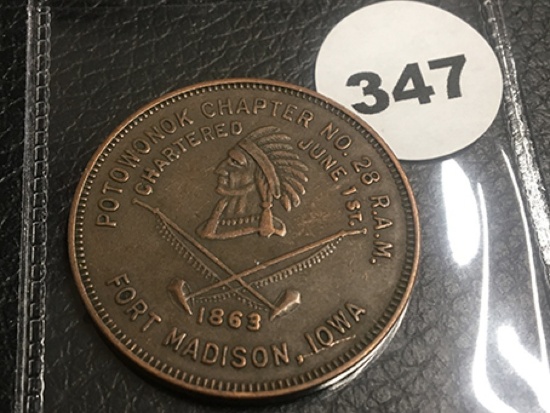 347
POTOWONOK CHAPTER NO. 28 R.A.M.
CHARTERED JUNE 1ST.
1863
FORT MADISON, IOWA